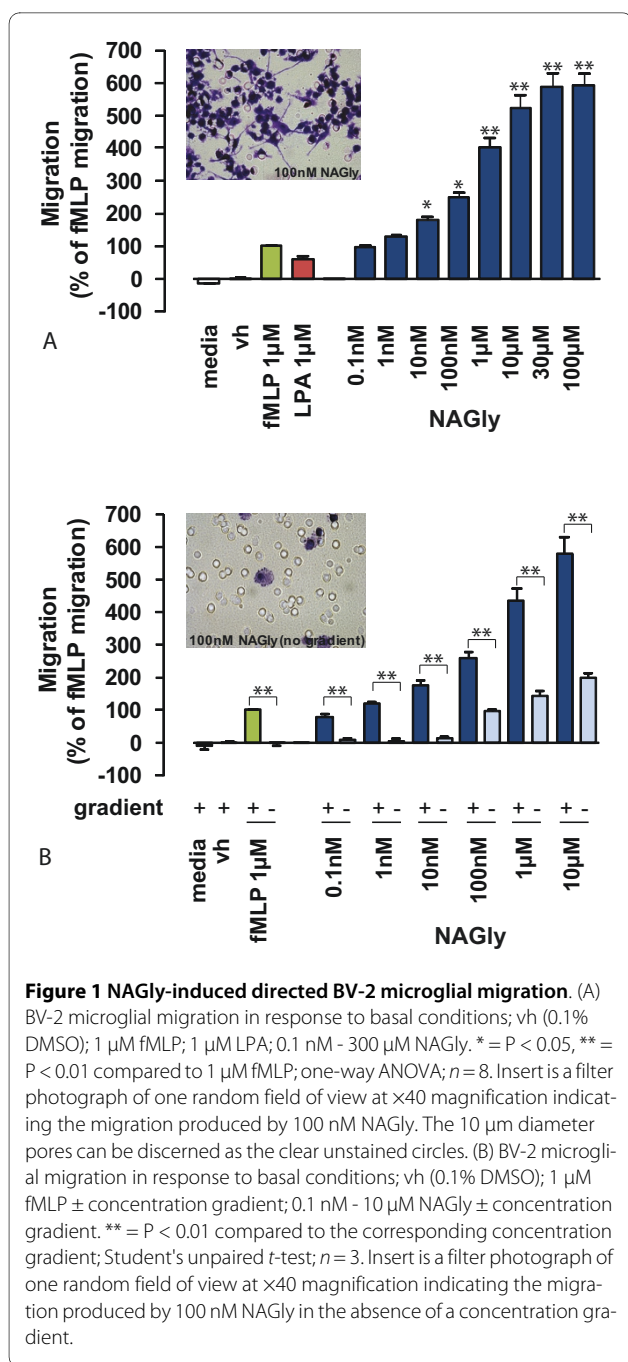 700
600
500
400
300
200
100
0
-100
Migration
(% of fMLP migration)
100nM NAGly
* * ** ** ** **
A
media
vh
fMLP 1µM
LPA 1µM
0.1nM
1nM
10nM
100nM
1µM
10µM
30µM
100µM
NAGly
700
600
500
400
300
200
100
0
-100
Migration
(% of fMLP migration)
100nM NAGly (no gradient)
** ** ** ** ** ** **
gradient + + + - + - + - + - + - + - + -
B
media
vh
fMLP 1µM
0.1nM
1nM
10nM
100nM
1µM
10µM
NAGly
Figure 1 NAGly-induced directed BV-2 microglial migration. (A)
BV-2 microglial migration in response to basal conditions; vh (0.1%
DMSO); 1 µM fMLP; 1 µM LPA; 0.1 nM - 300 µM NAGly. * = P < 0.05, ** =
P < 0.01 compared to 1 µM fMLP; one-way ANOVA; n = 8. Insert is a filter
photograph of one random field of view at ×40 magnification indicat-
ing the migration produced by 100 nM NAGly. The 10 µm diameter
pores can be discerned as the clear unstained circles. (B) BV-2 microgli-
al migration in response to basal conditions; vh (0.1% DMSO); 1 µM
fMLP ± concentration gradient; 0.1 nM - 10 µM NAGly ± concentration
gradient. ** = P < 0.01 compared to the corresponding concentration
gradient; Student's unpaired t-test; n = 3. Insert is a filter photograph of
one random field of view at ×40 magnification indicating the migra-
tion produced by 100 nM NAGly in the absence of a concentration gra-
dient.